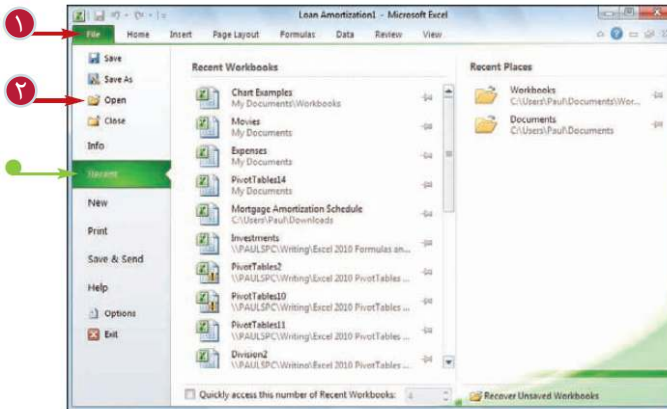 Loan Amortization1 - Microsoft Excel
۱
File Home Insert Page Layout Formulas Data Review View
Save
Save As
۲
Open
Close
Info
Recent
New
Print
Save & Send
Help
Options
Exit
Recent Workbooks
Chart Examples
My Documents\Workbooks
Movies
My Documents
Expenses
My Documents
PivotTables14
My Documents
Mortgage Amortization Schedule
C:\Users\Paul\Downloads
Investments
\\PAULSPC\Writing\Excel 2010 Formulas an...
PivotTables2
\\PAULSPC\Writing\Excel 2010 PivotTables ...
PivotTables10
\\PAULSPC\Writing\Excel 2010 PivotTables ...
PivotTables11
\\PAULSPC\Writing\Excel 2010 PivotTables ...
Division2
\\PAULSPC\Writing\Excel 2010 PivotTables ...
Quickly access this number of Recent Workbooks: 4
Recent Places
Workbooks
C:\Users\Paul\Documents\Wor...
Documents
C:\Users\Paul\Documents
Recover Unsaved Workbooks